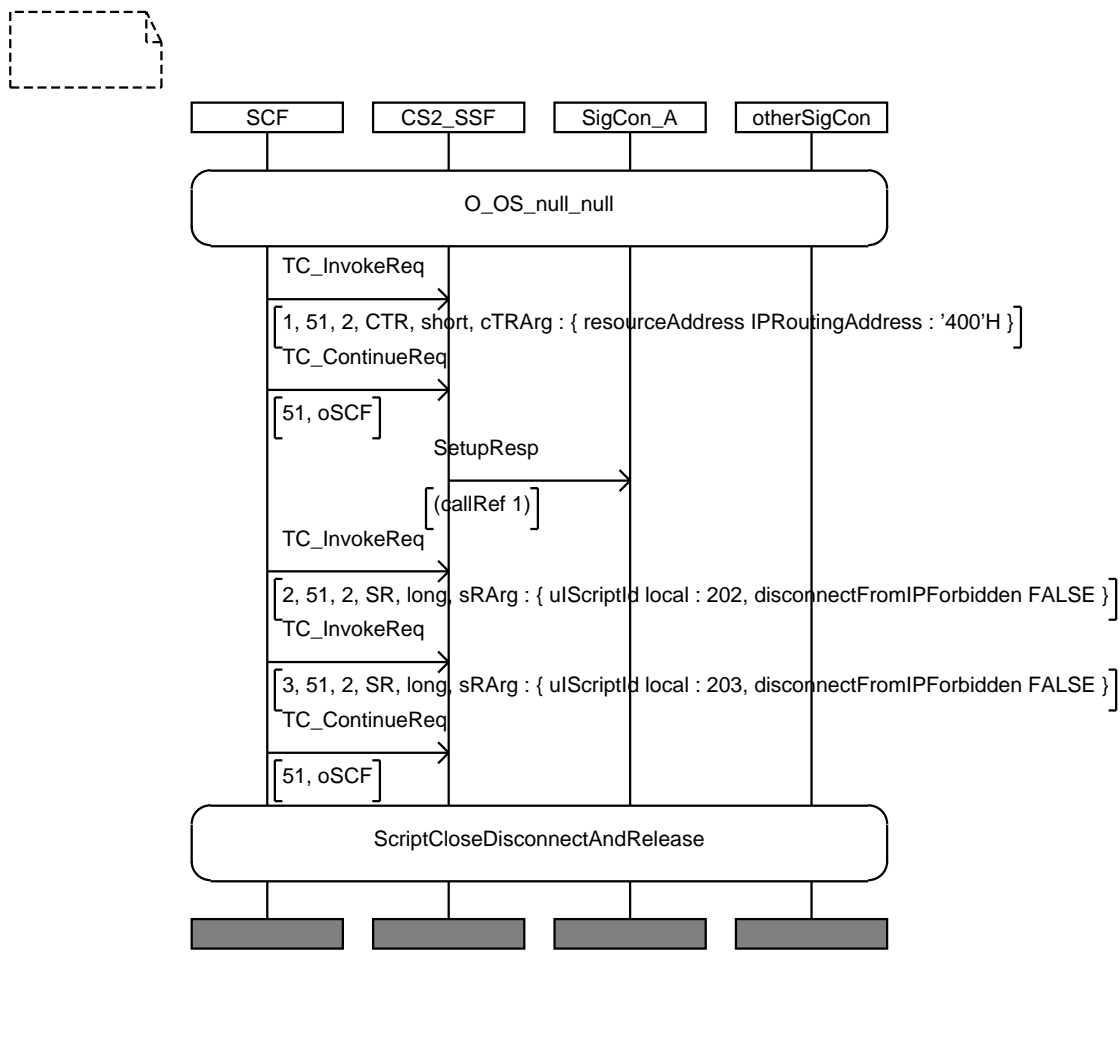 SCF CS2_SSF SigCon_A otherSigCon
O_OS_null_null
TC_InvokeReq
1, 51, 2, CTR, short, cTRArg : { resourceAddress IPRoutingAddress : ’400’H }
TC_ContinueReq
51, oSCF
SetupResp
(callRef 1)
TC_InvokeReq
2, 51, 2, SR, long, sRArg : { uIScriptId local : 202, disconnectFromIPForbidden FALSE }
TC_InvokeReq
3, 51, 2, SR, long, sRArg : { uIScriptId local : 203, disconnectFromIPForbidden FALSE }
TC_ContinueReq
51, oSCF
ScriptCloseDisconnectAndRelease